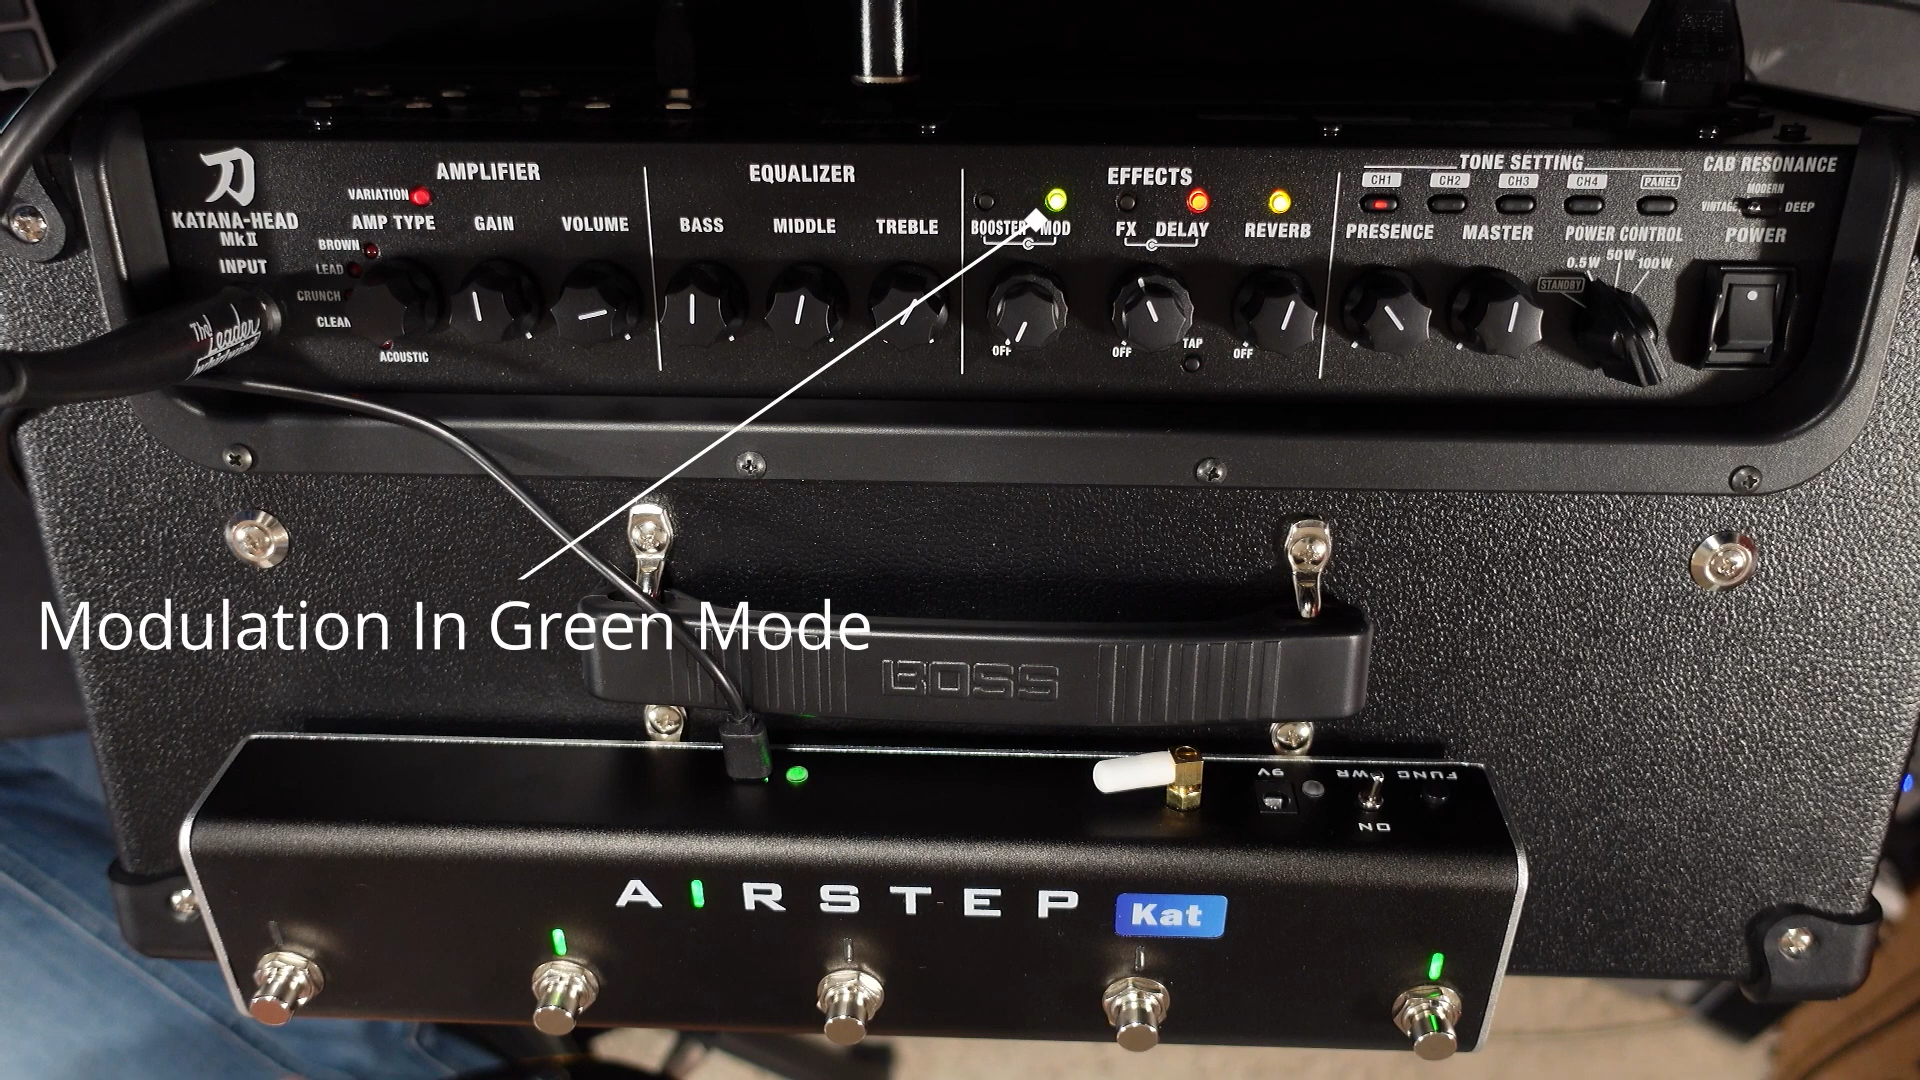 AMPLIFIER
EQUALIZER
EFFECTS
TONE SETTING
CAB RESONANCE
VARIATION
CH1
CH2
CH3
CH4
PANEL
MODERN
VINTAGE
DEEP
KATANA-HEAD
MkII
AMP TYPE
GAIN
VOLUME
BASS
MIDDLE
TREBLE
BOOSTER
MOD
FX
DELAY
REVERB
PRESENCE
MASTER
POWER CONTROL
POWER
INPUT
BROWN
LEAD
CRUNCH
CLEAN
ACOUSTIC
0.5W
50W
100W
STANDBY
OFF
OFF
TAP
OFF
The Leader
Modulation In Green Mode
BOSS
9V
PWR
FUNC
ON
AIRSTEP
Kat